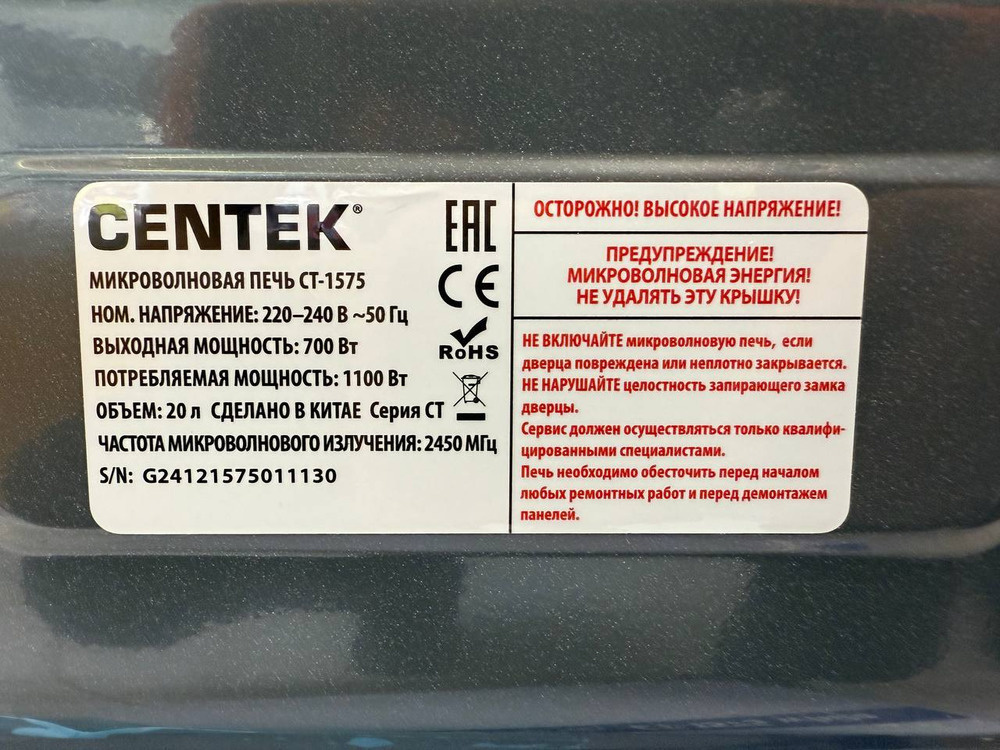 CENTEK®
МИКРОВОЛНОВАЯ ПЕЧЬ СТ-1575
НОМ. НАПРЯЖЕНИЕ: 220–240 В ~50 Гц
ВЫХОДНАЯ МОЩНОСТЬ: 700 Вт
ПОТРЕБЛЯЕМАЯ МОЩНОСТЬ: 1100 Вт
ОБЪЕМ: 20 л СДЕЛАНО В КИТАЕ Серия СТ
ЧАСТОТА МИКРОВОЛНОВОГО ИЗЛУЧЕНИЯ: 2450 МГц
S/N: G24121575011130
EAC
CE
RoHS
ОСТОРОЖНО! ВЫСОКОЕ НАПРЯЖЕНИЕ!
ПРЕДУПРЕЖДЕНИЕ!
МИКРОВОЛНОВАЯ ЭНЕРГИЯ!
НЕ УДАЛЯТЬ ЭТУ КРЫШКУ!
НЕ ВКЛЮЧАЙТЕ микроволновую печь, если
дверца повреждена или неплотно закрывается.
НЕ НАРУШАЙТЕ целостность запирающего замка
дверцы.
Сервис должен осуществляться только квалифи-
цированными специалистами.
Печь необходимо обесточить перед началом
любых ремонтных работ и перед демонтажем
панелей.